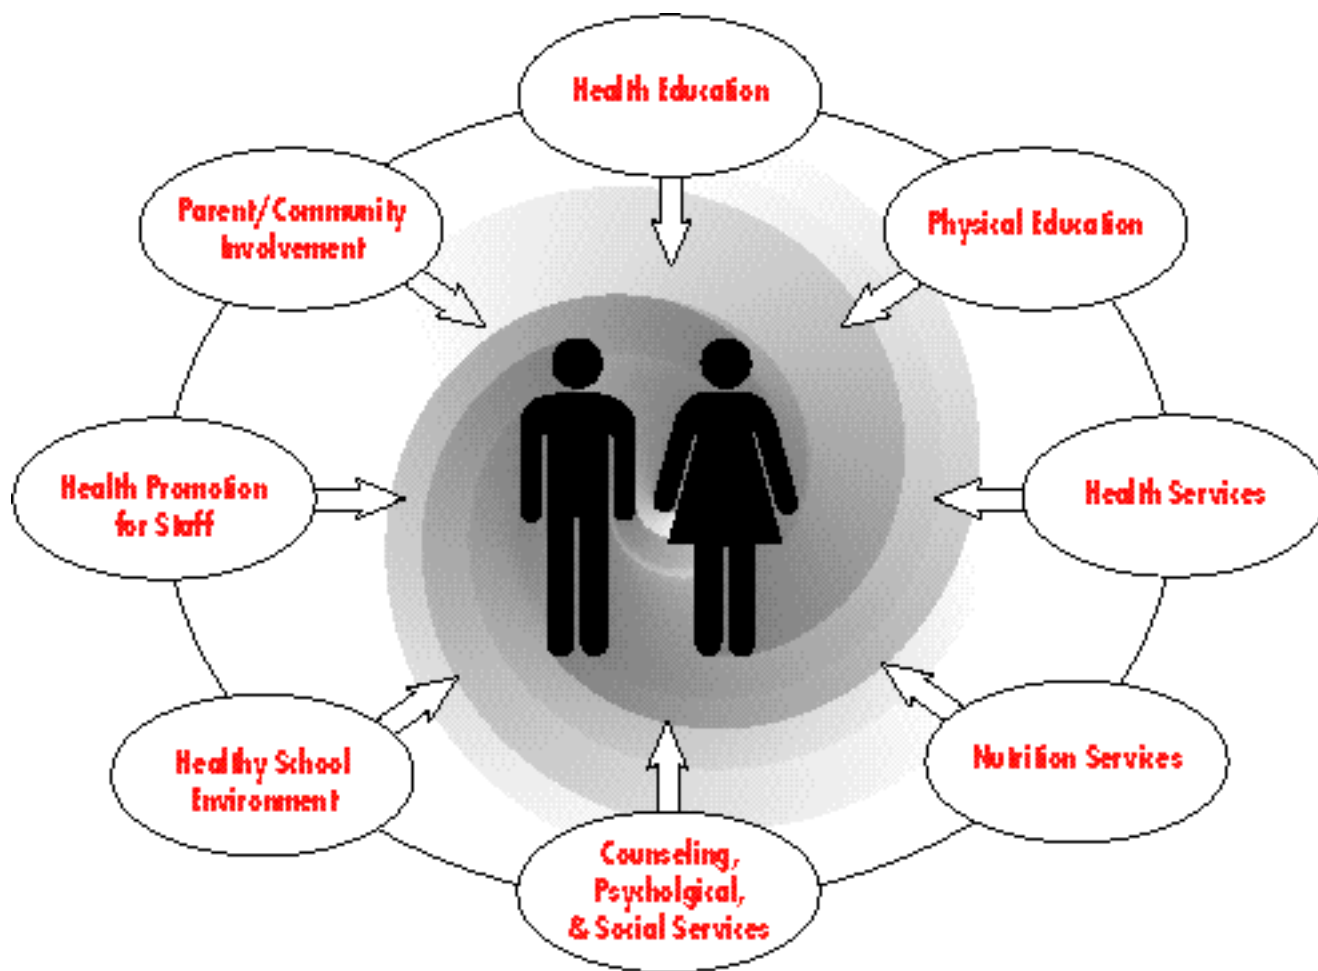 Health Education
Physical Education
Health Services
Nutrition Services
Counseling,
Psycholgical,
& Social Services
Healthy School
Environment
Health Promotion
for Staff
Parent/Community
Involvement